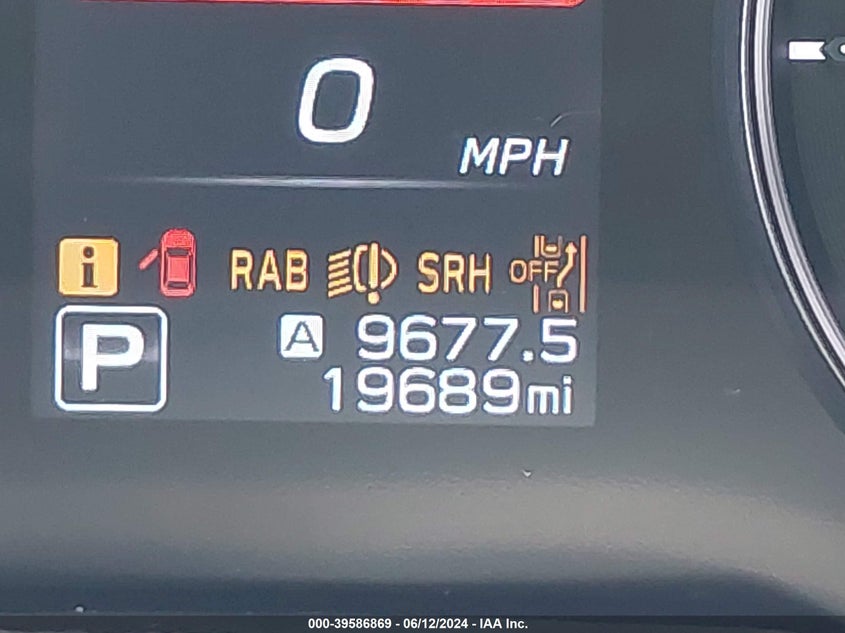 0
MPH
i RAB SRH OFF
A 9677.5
P
19689mi
000-39586869 - 06/12/2024 - IAA Inc.